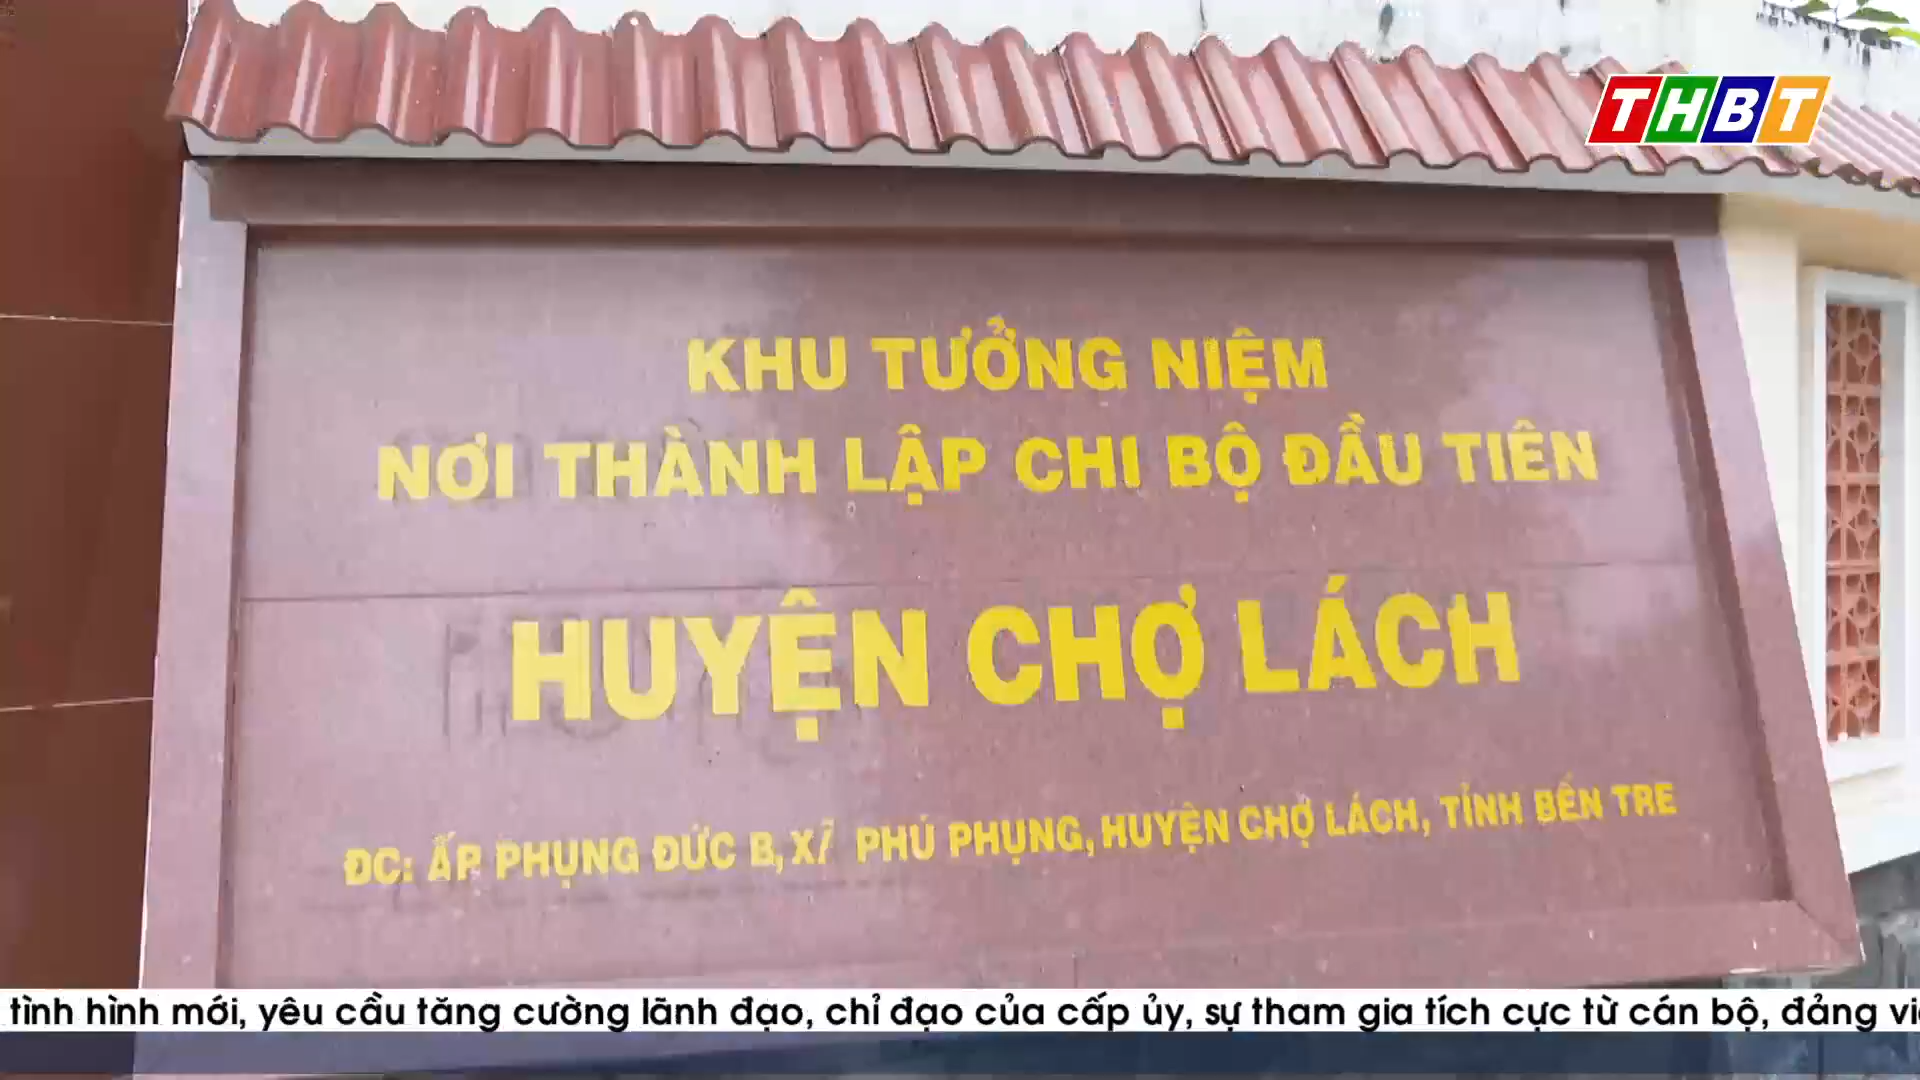 THBT
KHU TƯỞNG NIỆM
NƠI THÀNH LẬP CHI BỘ ĐẦU TIÊN
HUYỆN CHỢ LÁCH
ĐC: ẤP PHỤNG ĐỨC B, PHÚ PHỤNG, HUYỆN CHỢ LÁCH, TỈNH BẾN TRE
tình hình mới, yêu cầu tăng cường lãnh đạo, chỉ đạo của cấp ủy, sự tham gia tích cực từ cán bộ, đảng